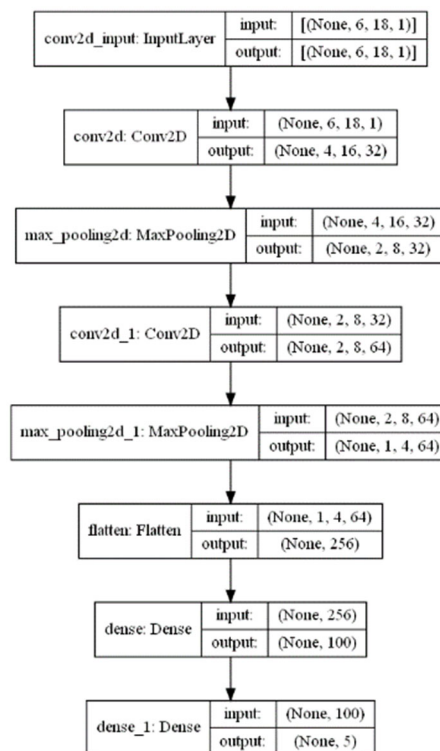 conv2d_input: InputLayer
input: [(None, 6, 18, 1)]
output: [(None, 6, 18, 1)]
conv2d: Conv2D
input: (None, 6, 18, 1)
output: (None, 4, 16, 32)
max_pooling2d: MaxPooling2D
input: (None, 4, 16, 32)
output: (None, 2, 8, 32)
conv2d_1: Conv2D
input: (None, 2, 8, 32)
output: (None, 2, 8, 64)
max_pooling2d_1: MaxPooling2D
input: (None, 2, 8, 64)
output: (None, 1, 4, 64)
flatten: Flatten
input: (None, 1, 4, 64)
output: (None, 256)
dense: Dense
input: (None, 256)
output: (None, 100)
dense_1: Dense
input: (None, 100)
output: (None, 5)